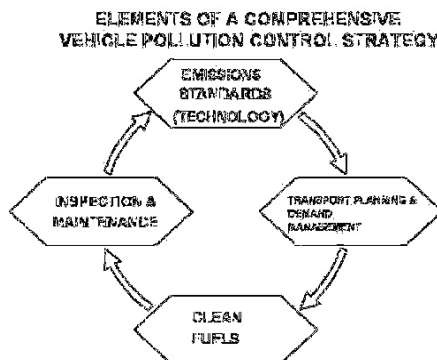 ELEMENTS OF A COMPREHENSIVE
VEHICLE POLLUTION CONTROL STRATEGY
EMISSIONS
STANDARDS
(TECHNOLOGY)
TRANSPORT PLANNING &
DEMAND
MANAGEMENT
CLEAN
FUELS
INSPECTION &
MAINTENANCE